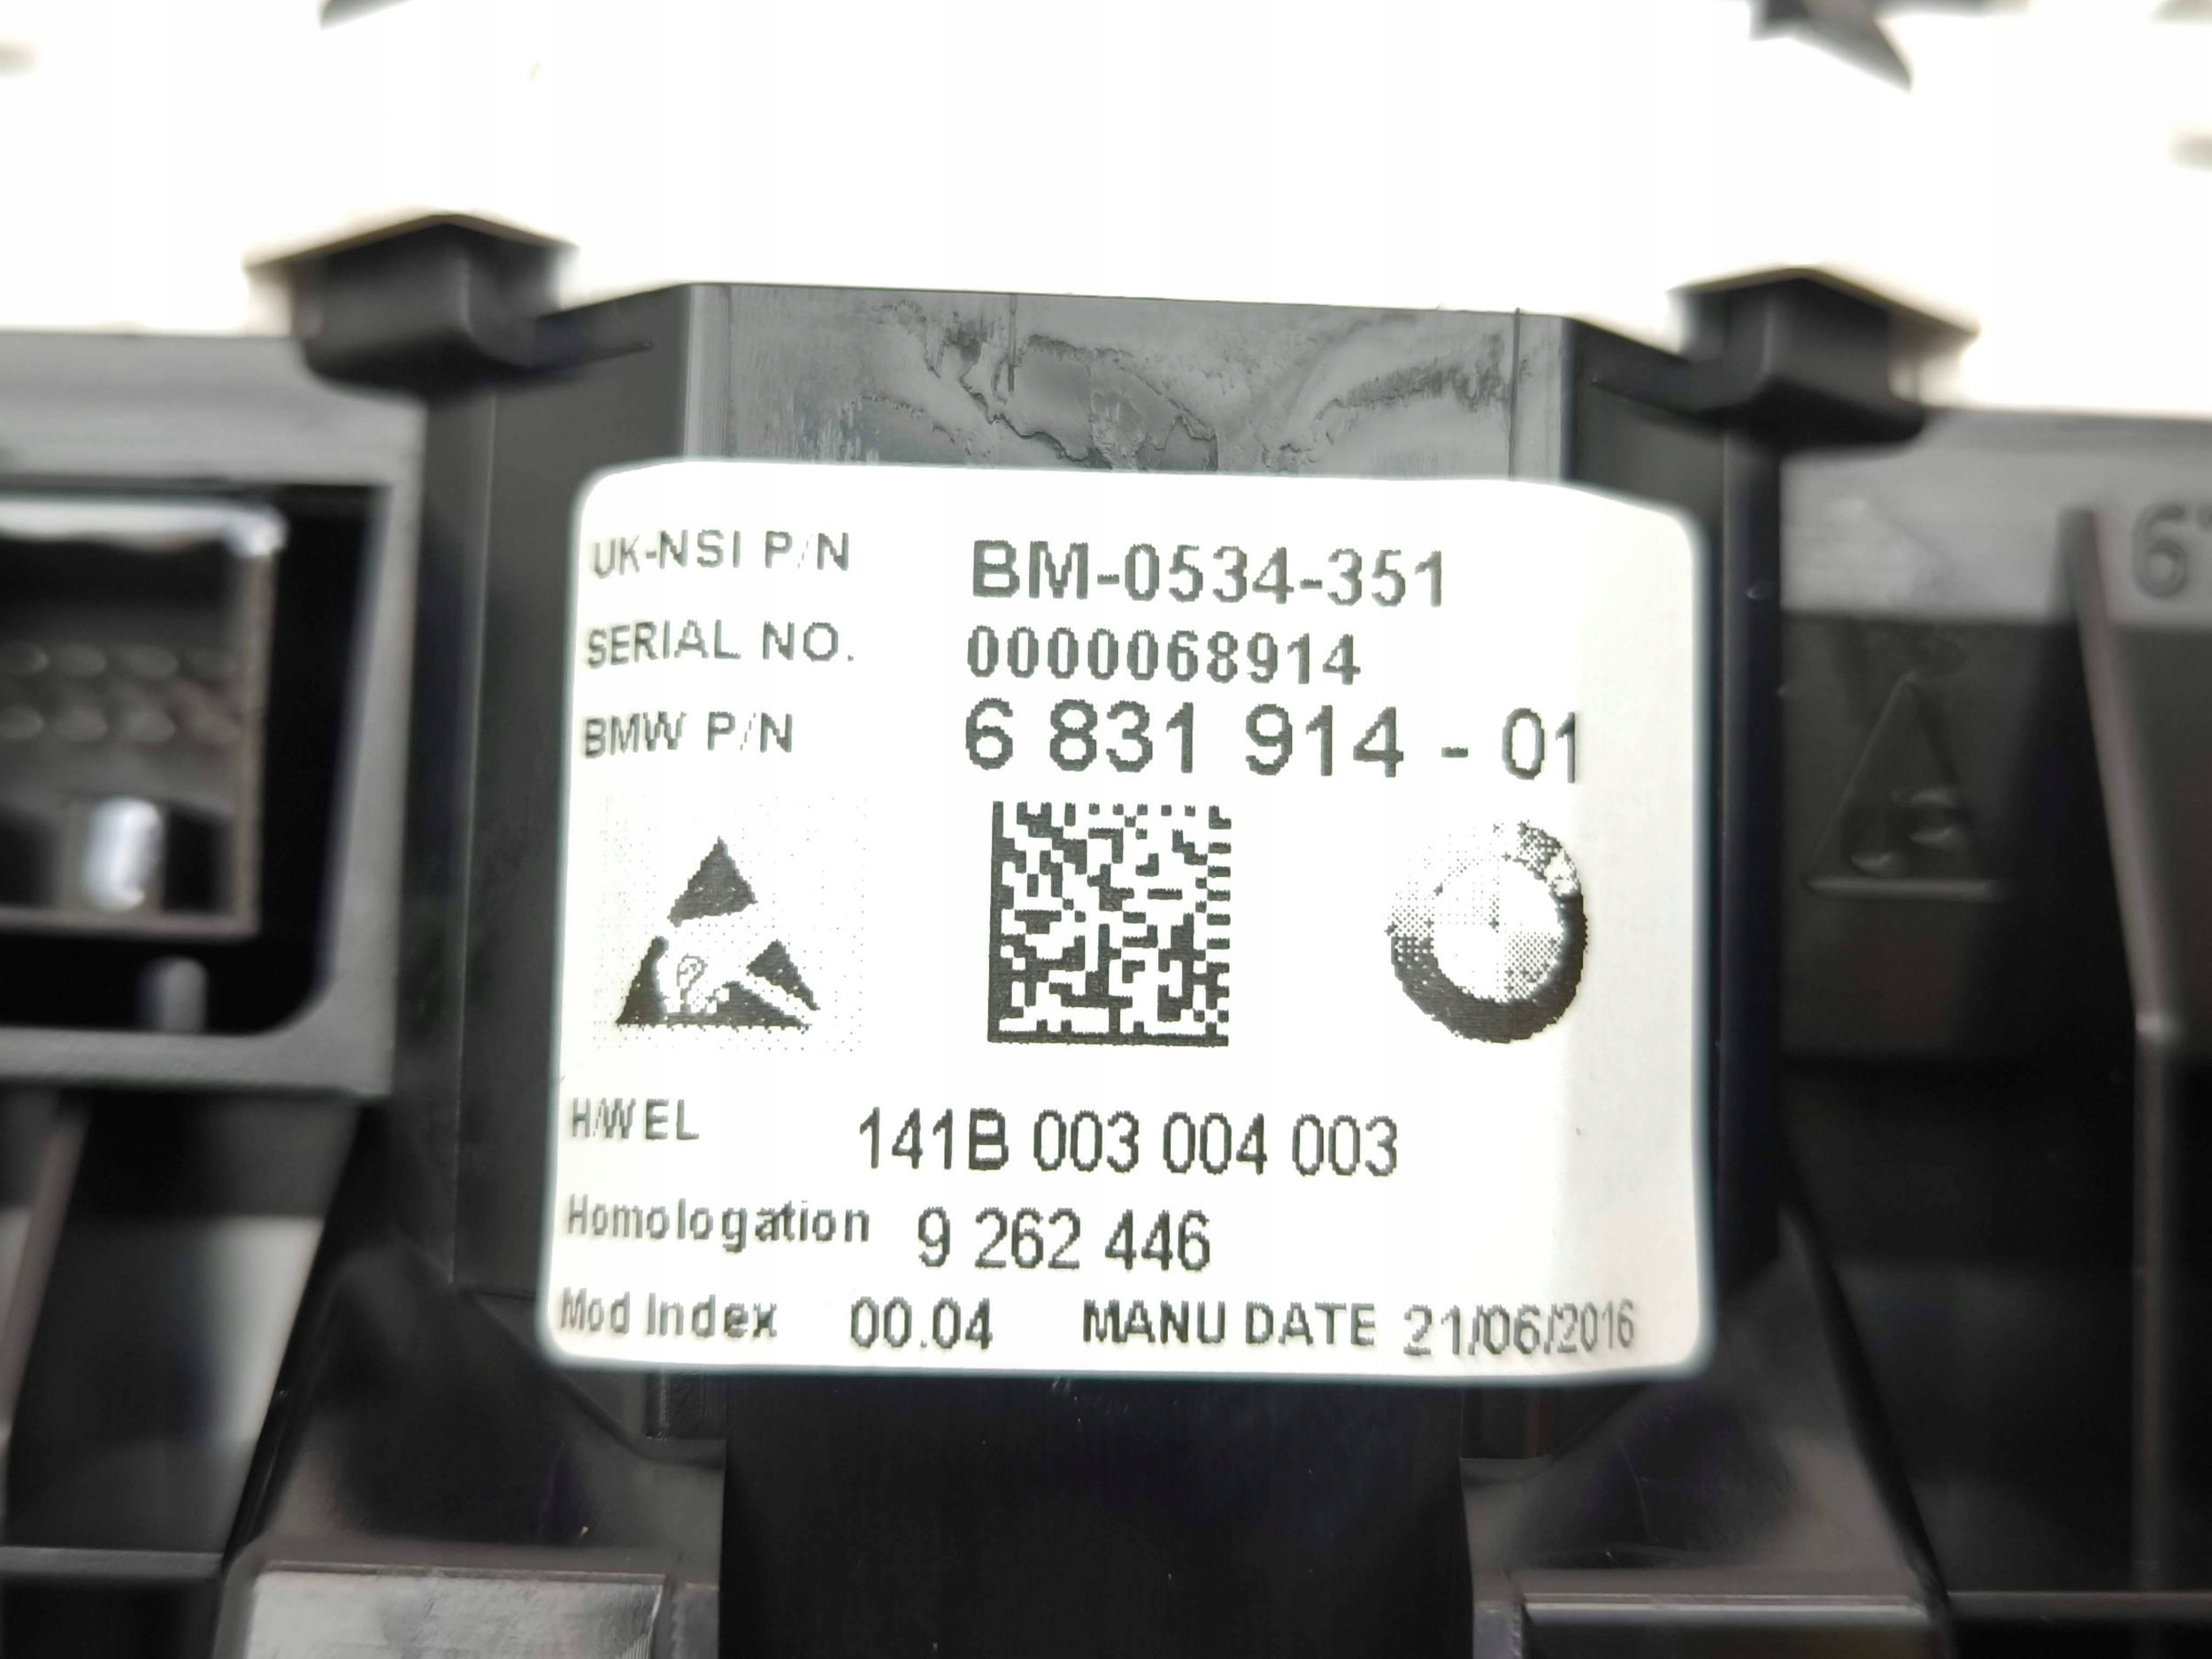 UK-NSI P/N BM-0534-351
SERIAL NO. 0000068914
BMW P/N 6 831 914 - 01
H/W EL 141B 003 004 003
Homologation 9 262 446
Mod Index 00.04 MANU DATE 21/06/2016